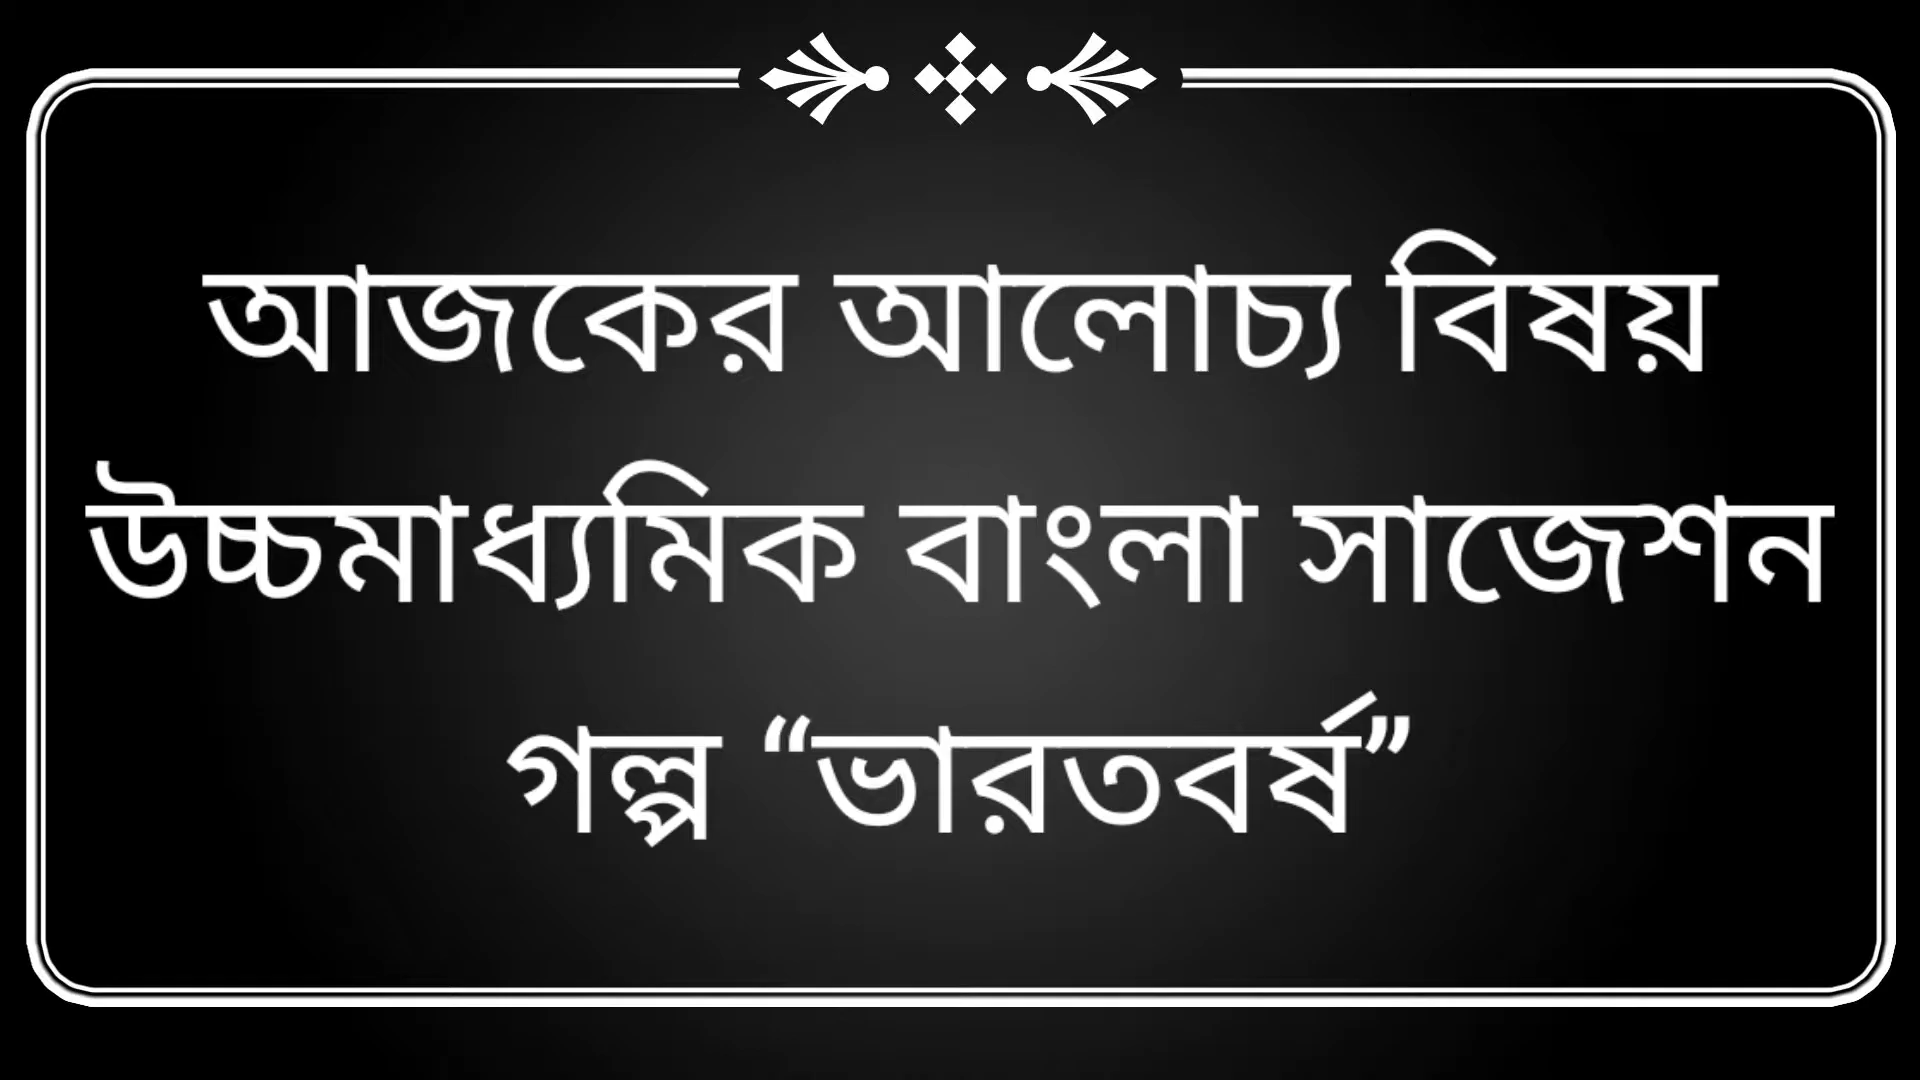 আজকের আলোচ্য বিষয়
উচ্চমাধ্যমিক বাংলা সাজেশন
গল্প “ভারতবর্ষ”